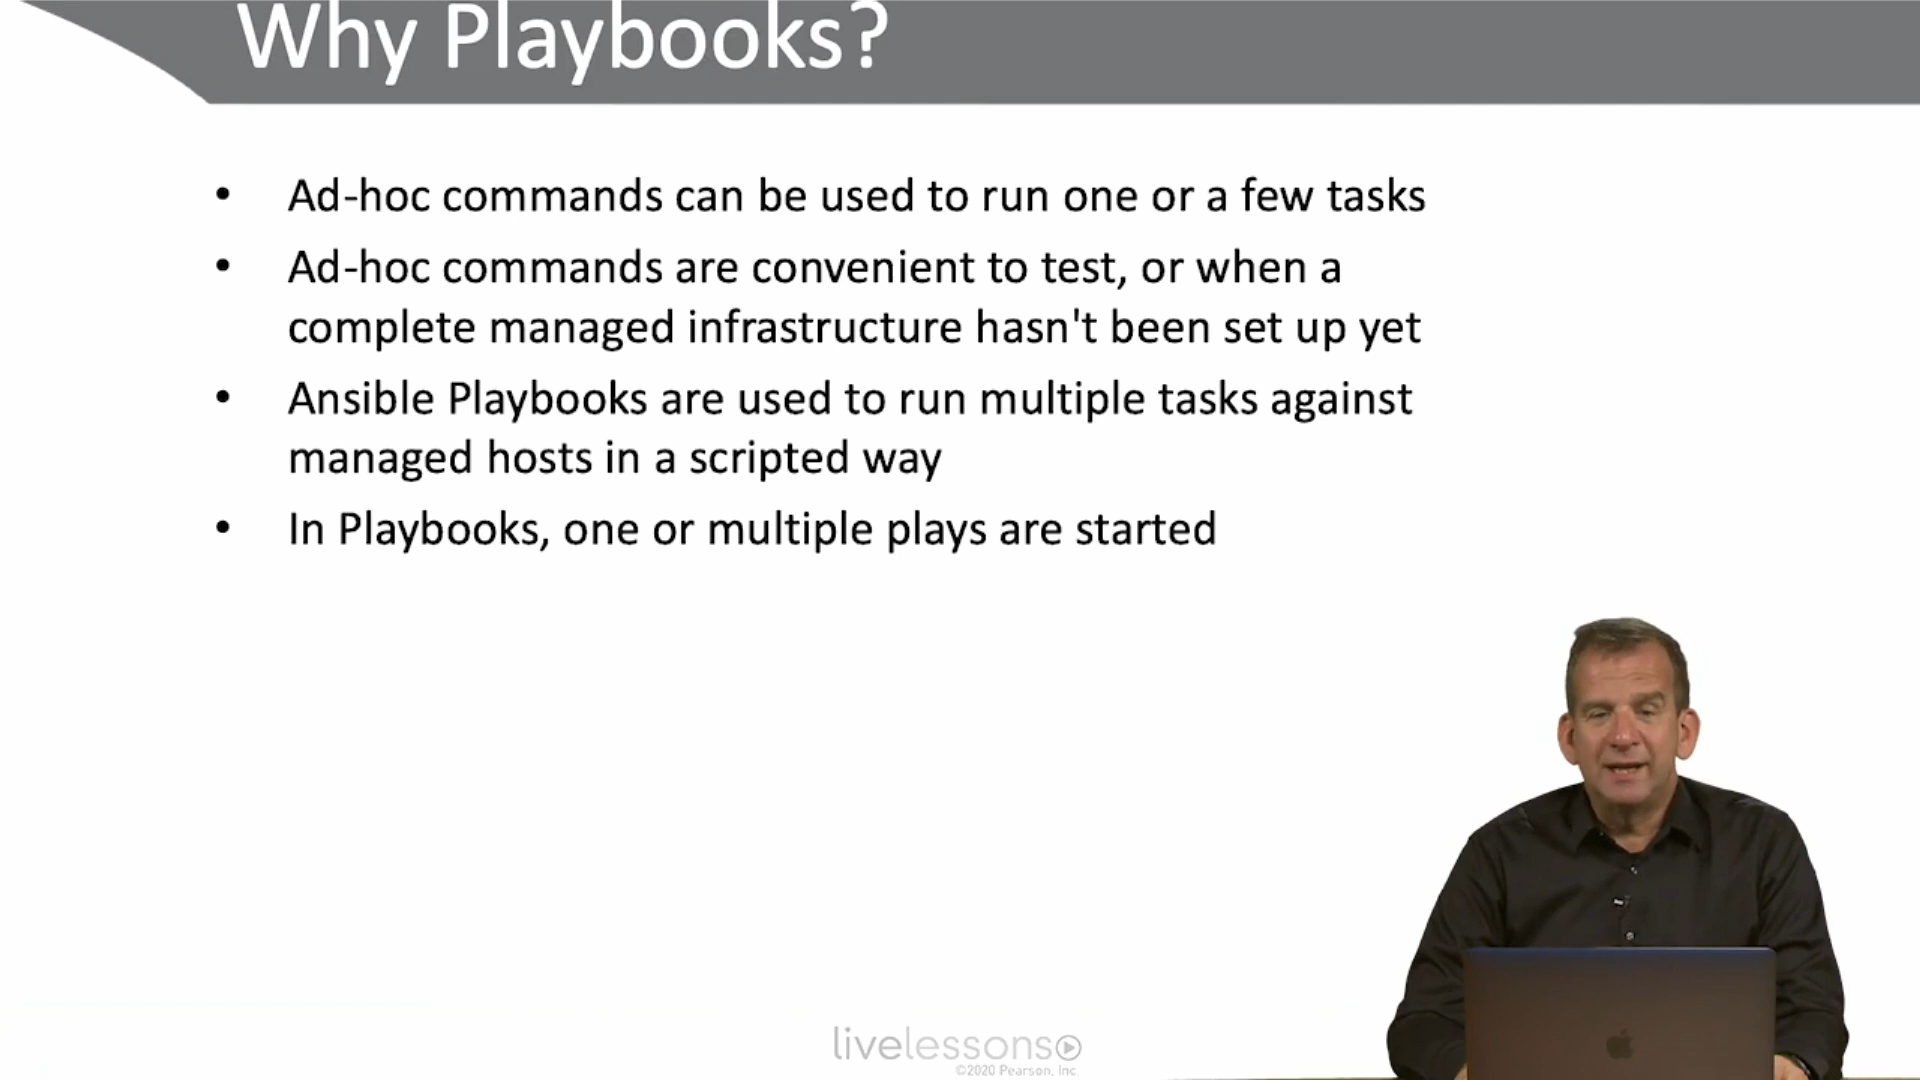 Why Playbooks?
• Ad-hoc commands can be used to run one or a few tasks
• Ad-hoc commands are convenient to test, or when a
complete managed infrastructure hasn't been set up yet
• Ansible Playbooks are used to run multiple tasks against
managed hosts in a scripted way
• In Playbooks, one or multiple plays are started
livelessons
©2020 Pearson, Inc.